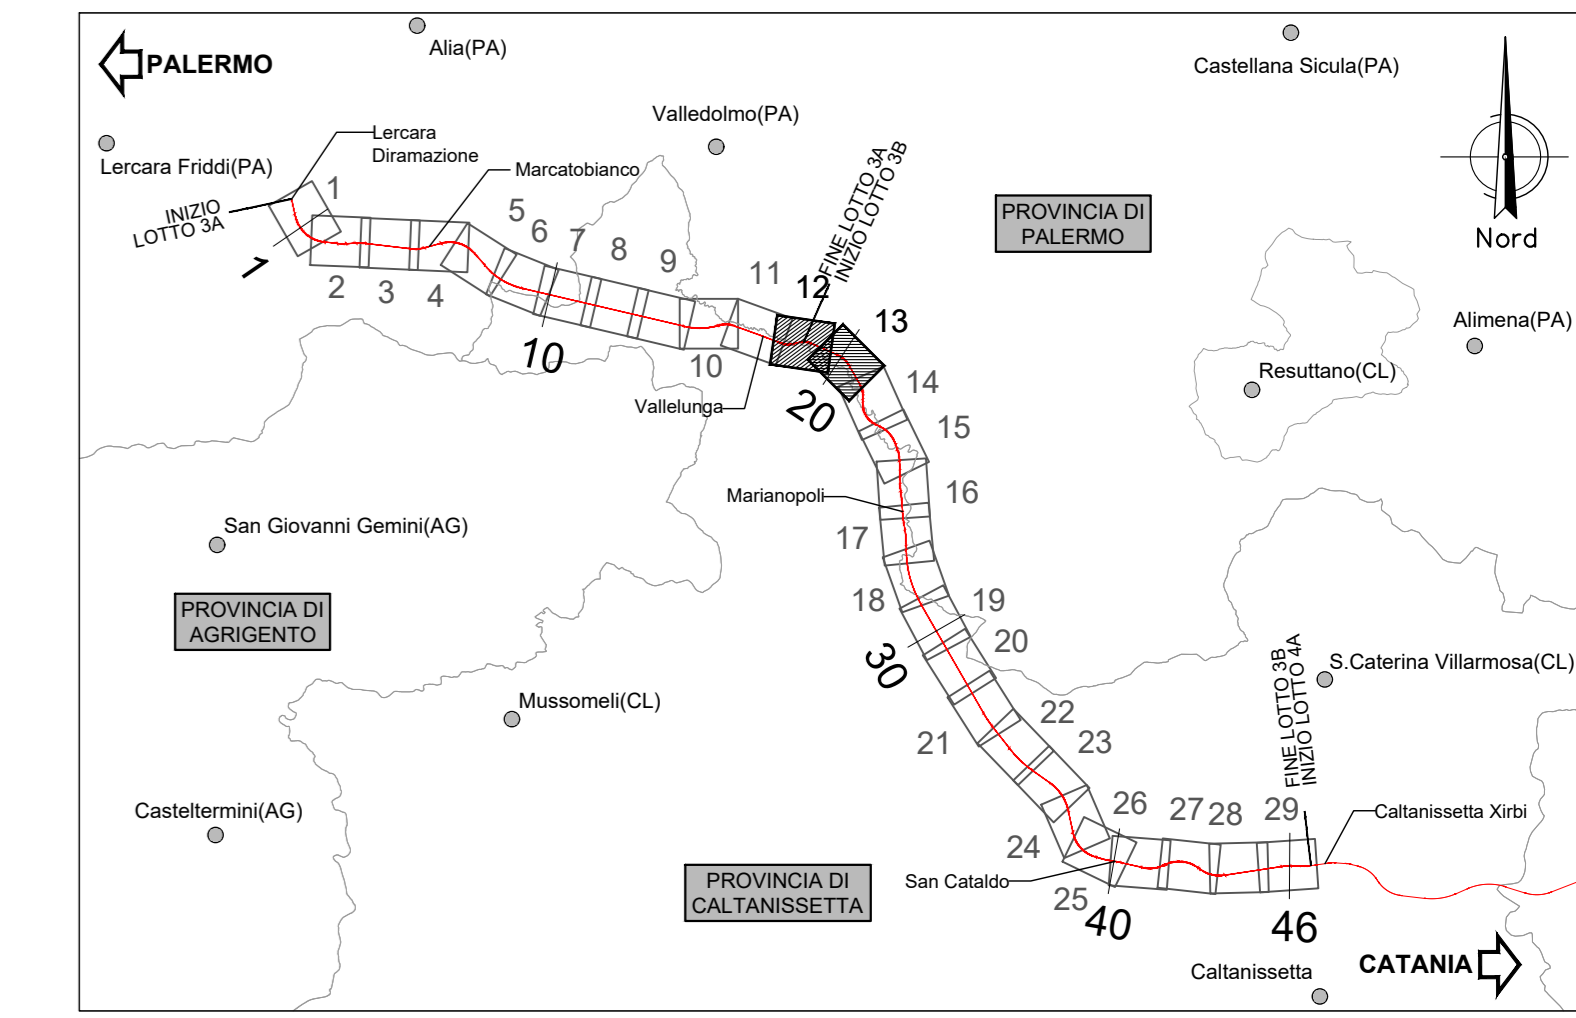 PALERMO
Alia(PA)
Castellana Sicula(PA)
Valledolmo(PA)
Lercara Friddi(PA)
Lercara
Diramazione
Marcatobianco
INIZIO
LOTTO 3A
FINE LOTTO 3A
INIZIO LOTTO 3B
PROVINCIA DI
PALERMO
Nord
1
1
2
3
4
5
6
7
8
9
10
10
11
12
13
20
Vallelunga
14
15
Alimena(PA)
Resuttano(CL)
Marianopoli
16
17
San Giovanni Gemini(AG)
PROVINCIA DI
AGRIGENTO
18
19
20
30
S.Caterina Villarmosa(CL)
FINE LOTTO 3B
INIZIO LOTTO 4A
Mussomeli(CL)
21
22
23
Casteltermini(AG)
24
25
26
27
28
29
Caltanissetta Xirbi
San Cataldo
PROVINCIA DI
CALTANISSETTA
40
46
CATANIA
Caltanissetta